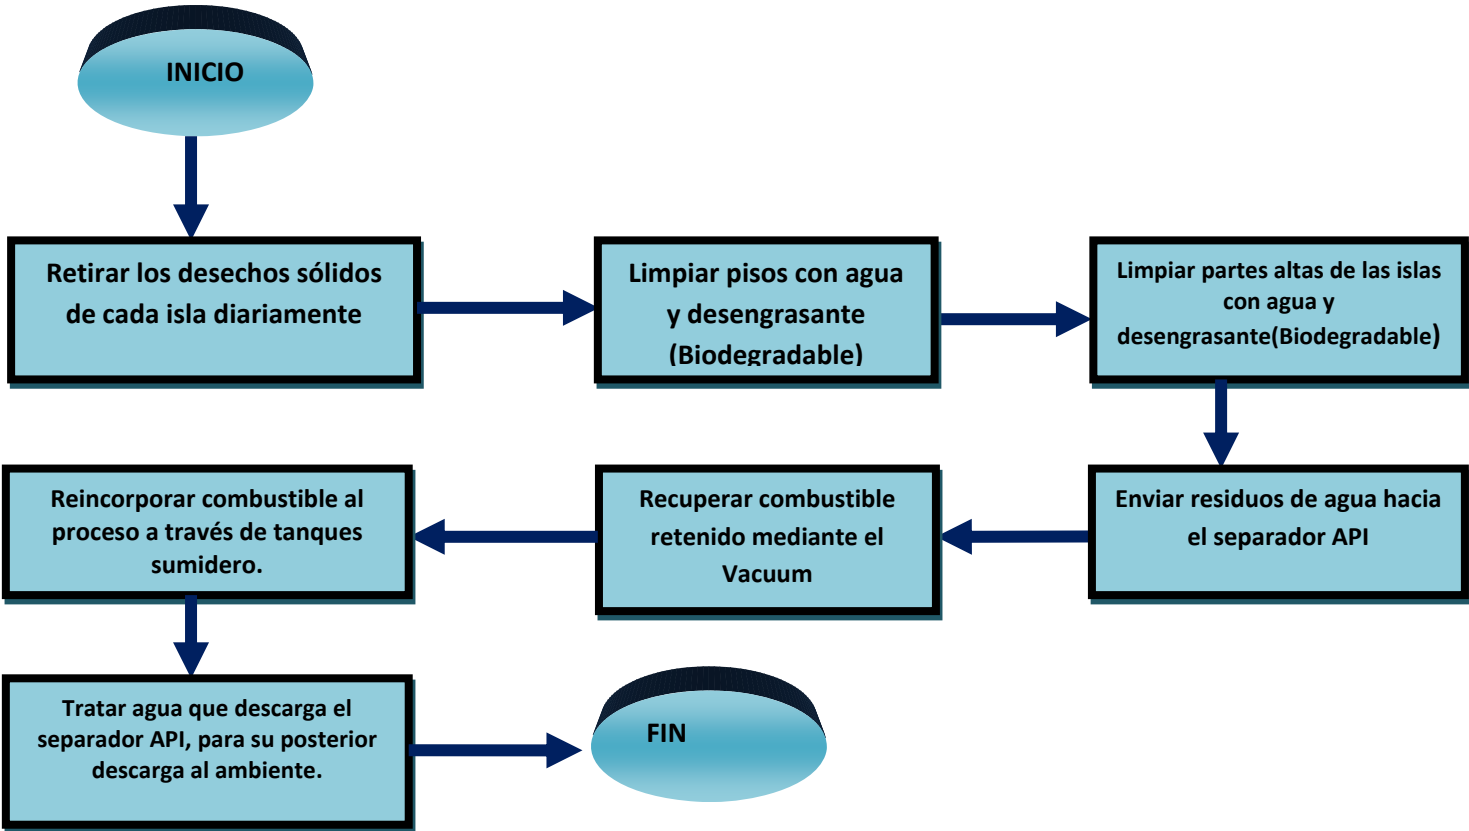 INICIO
Retirar los desechos sólidos
de cada isla diariamente
Limpiar pisos con agua
y desengrasante
(Biodegradable)
Limpiar partes altas de las islas
con agua y
desengrasante(Biodegradable)
Enviar residuos de agua hacia
el separador API
Recuperar combustible
retenido mediante el
Vacuum
Reincorporar combustible al
proceso a través de tanques
sumidero.
Tratar agua que descarga el
separador API, para su posterior
descarga al ambiente.
FIN